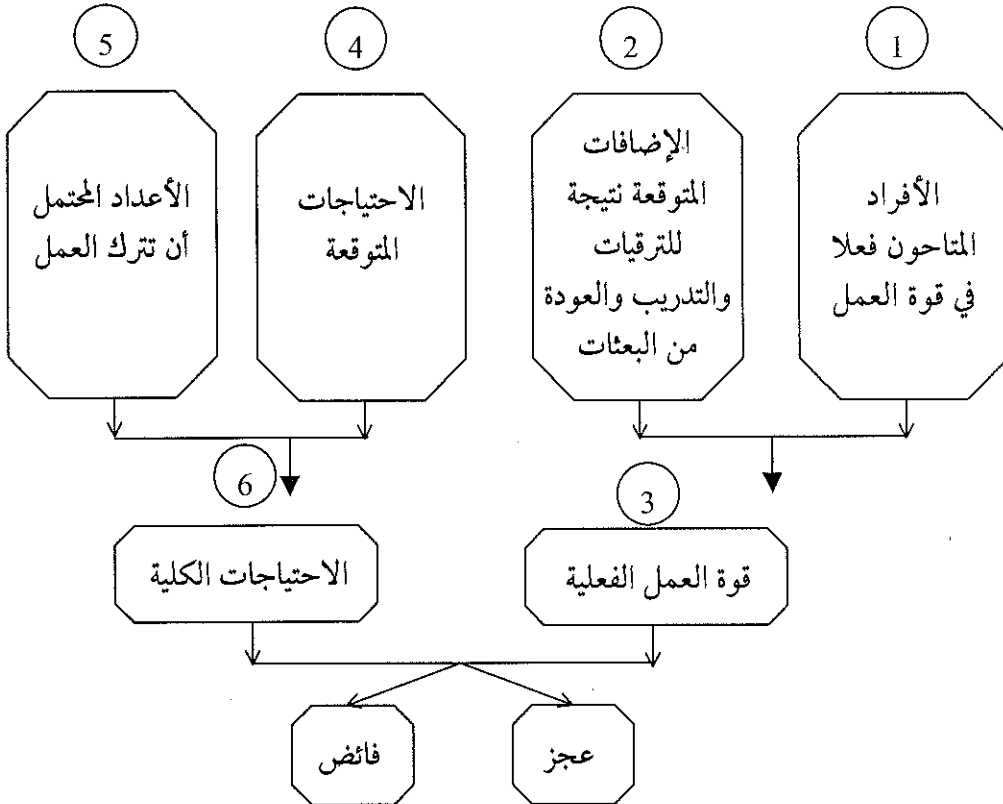 1
2
4
5
الأفراد
المتاحون فعلا
في قوة العمل
الإضافات
المتوقعة نتيجة
للترقيات
والتدريب والعودة
من البعثات
الاحتياجات
المتوقعة
الأعداد المحتمل
أن تترك العمل
3
6
قوة العمل الفعلية
الاحتياجات الكلية
عجز
فائض